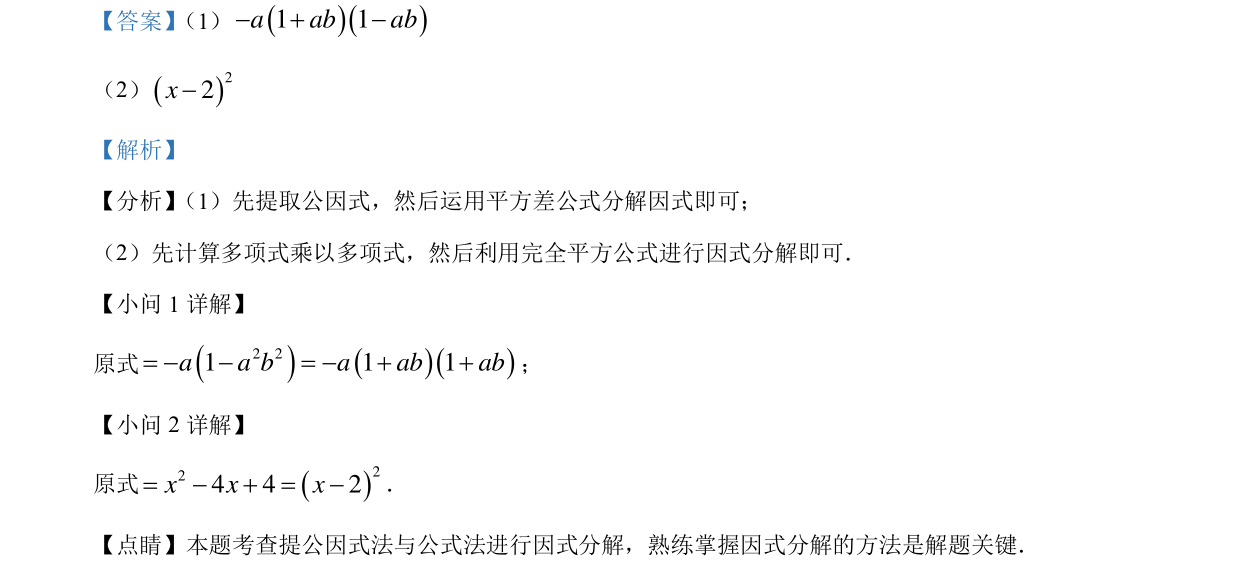 【答案】（1）$-a(1+ab)(1-ab)$
（2）$(x-2)^2$
【解析】
【分析】（1）先提取公因式，然后运用平方差公式分解因式即可；
（2）先计算多项式乘以多项式，然后利用完全平方公式进行因式分解即可．
【小问 1 详解】
原式$=-a(1-a^2b^2)=-a(1+ab)(1+ab)$；
【小问 2 详解】
原式$=x^2-4x+4=(x-2)^2$．
【点睛】本题考查提公因式法与公式法进行因式分解，熟练掌握因式分解的方法是解题关键．